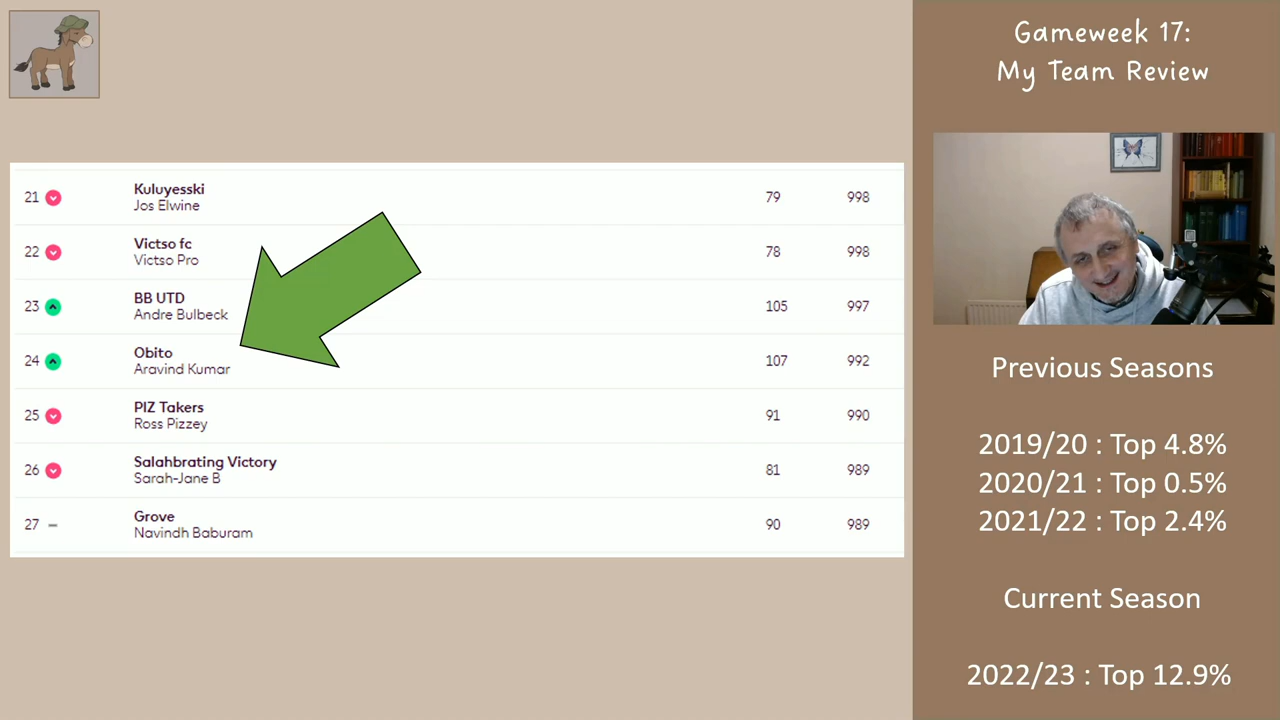 Gameweek 17:
My Team Review
21 Kuluyesski 79 998
Jos Elwine
22 Victso fc 78 998
Victso Pro
23 BB UTD 105 997
Andre Bulbeck
24 Obito 107 992
Aravind Kumar
25 PIZ Takers 91 990
Ross Pizzey
26 Salahbrating Victory 81 989
Sarah-Jane B
27 Grove 90 989
Navindh Baburam
Previous Seasons
2019/20 : Top 4.8%
2020/21 : Top 0.5%
2021/22 : Top 2.4%
Current Season
2022/23 : Top 12.9%